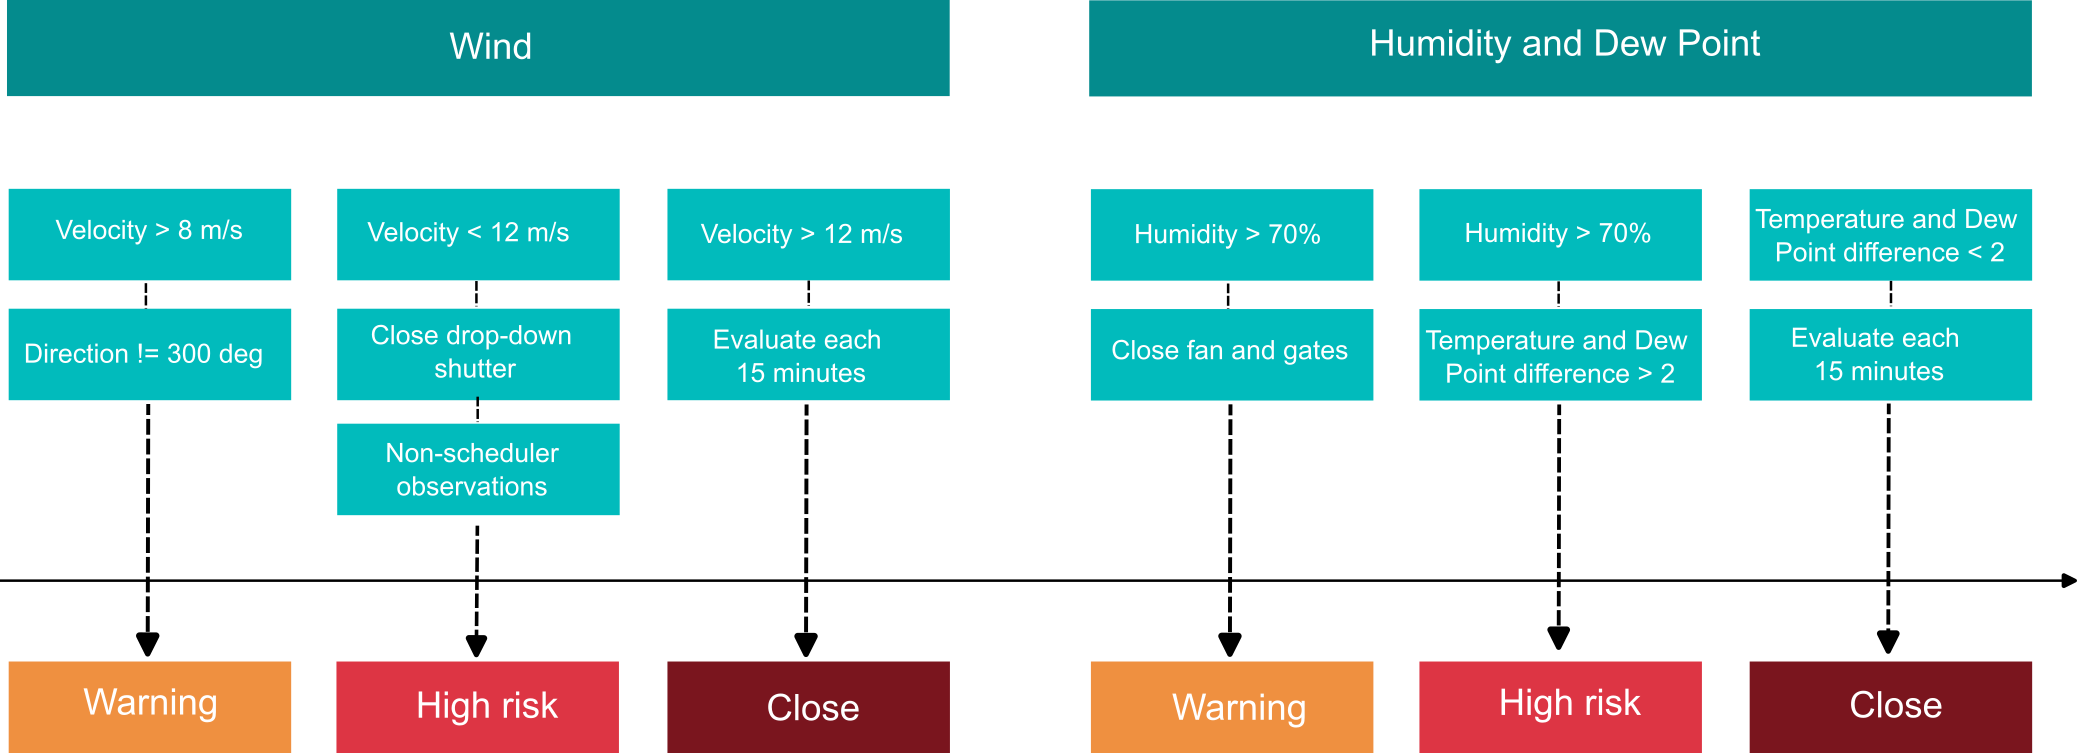 Wind
Velocity > 8 m/s
Direction != 300 deg
Warning
Velocity < 12 m/s
Close drop-down
shutter
Non-scheduler
observations
High risk
Velocity > 12 m/s
Evaluate each
15 minutes
Close
Humidity and Dew Point
Humidity > 70%
Close fan and gates
Warning
Humidity > 70%
Temperature and Dew
Point difference > 2
High risk
Temperature and Dew
Point difference < 2
Evaluate each
15 minutes
Close